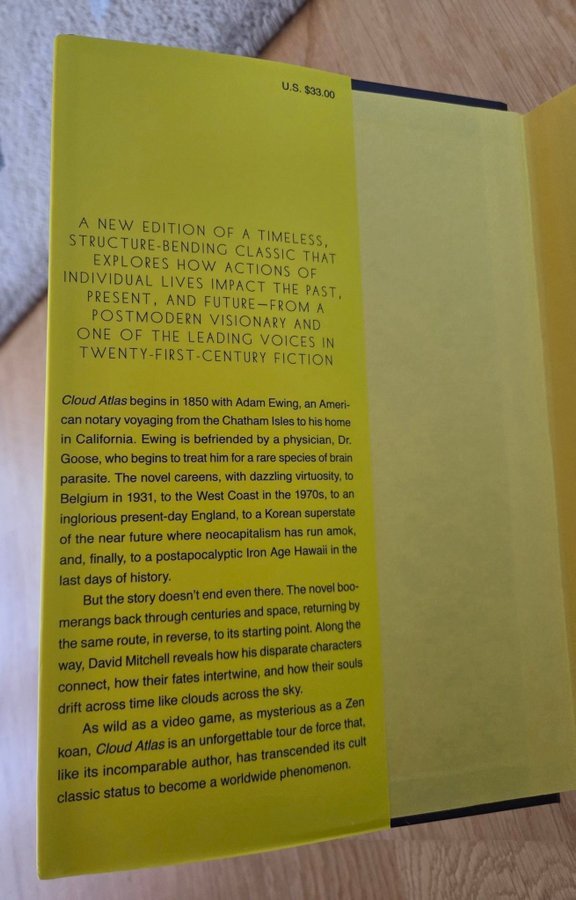 U.S. $33.00
A NEW EDITION OF A TIMELESS,
STRUCTURE-BENDING CLASSIC THAT
EXPLORES HOW ACTIONS OF
INDIVIDUAL LIVES IMPACT THE PAST,
PRESENT, AND FUTURE—FROM A
POSTMODERN VISIONARY AND
ONE OF THE LEADING VOICES IN
TWENTY-FIRST-CENTURY FICTION
Cloud Atlas begins in 1850 with Adam Ewing, an Ameri-
can notary voyaging from the Chatham Isles to his home
in California. Ewing is befriended by a physician, Dr.
Goose, who begins to treat him for a rare species of brain
parasite. The novel careens, with dazzling virtuosity, to
Belgium in 1931, to the West Coast in the 1970s, to an
inglorious present-day England, to a Korean superstate
of the near future where neocapitalism has run amok,
and, finally, to a postapocalyptic Iron Age Hawaii in the
last days of history.
But the story doesn't end even there. The novel boo-
merangs back through centuries and space, returning by
the same route, in reverse, to its starting point. Along the
way, David Mitchell reveals how his disparate characters
connect, how their fates intertwine, and how their souls
drift across time like clouds across the sky.
As wild as a video game, as mysterious as a Zen
koan, Cloud Atlas is an unforgettable tour de force that,
like its incomparable author, has transcended its cult
classic status to become a worldwide phenomenon.